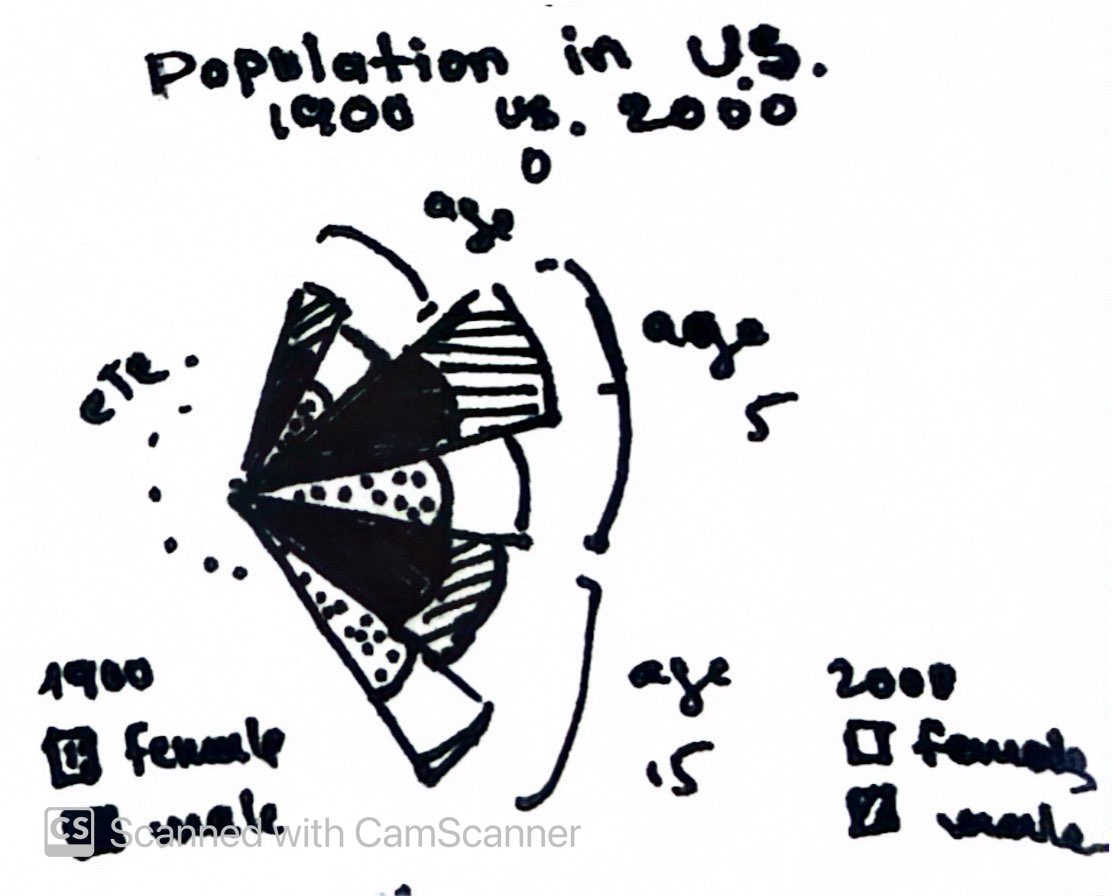 Population in U.S.
1900 vs. 2000
0
age
age
5
etc.
age
15
1900
female
male
2000
female
male
CS Scanned with CamScanner